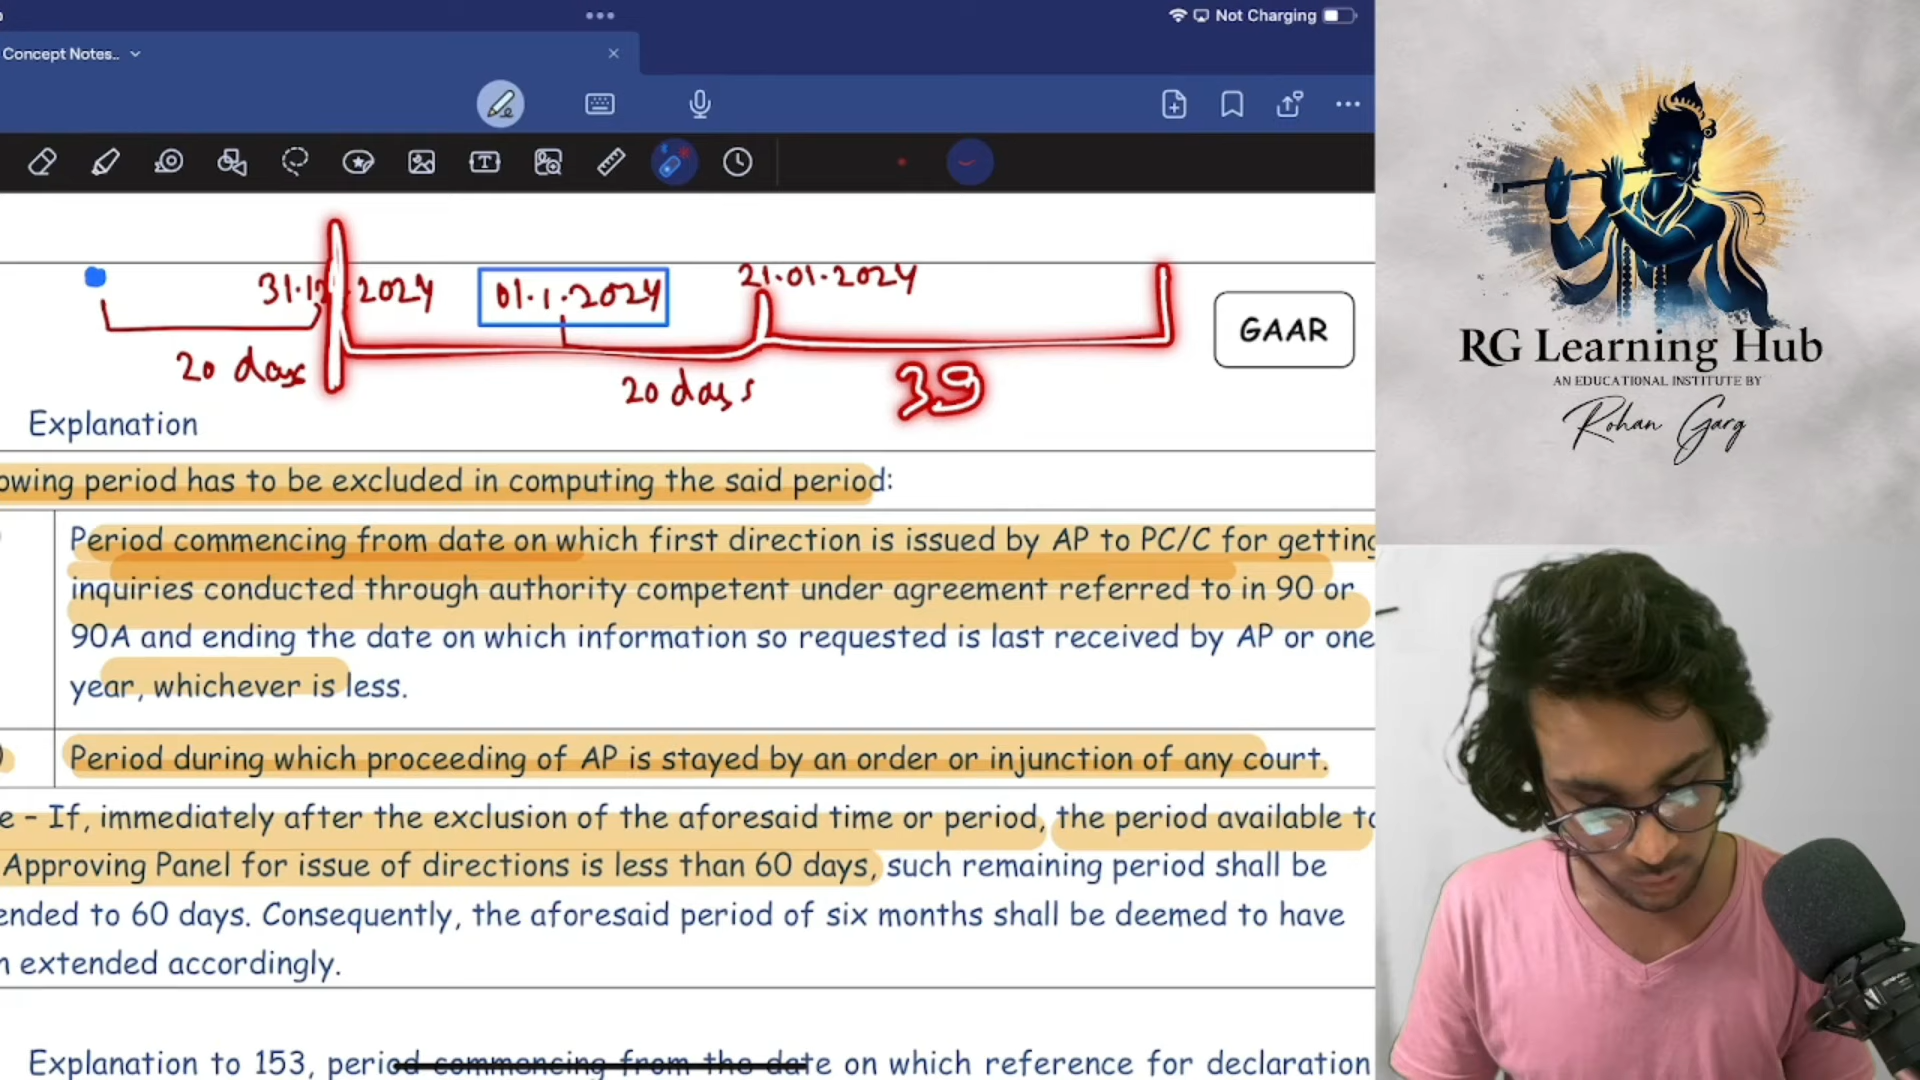 Not Charging
Concept Notes..
31.12.2024
01.1.2024
21.01.2024
GAAR
20 days
20 days
39
Explanation
owing period has to be excluded in computing the said period:
Period commencing from date on which first direction is issued by AP to PC/C for getting
inquiries conducted through authority competent under agreement referred to in 90 or
90A and ending the date on which information so requested is last received by AP or one
year, whichever is less.
Period during which proceeding of AP is stayed by an order or injunction of any court.
e – If, immediately after the exclusion of the aforesaid time or period, the period available to
Approving Panel for issue of directions is less than 60 days, such remaining period shall be
ended to 60 days. Consequently, the aforesaid period of six months shall be deemed to have
n extended accordingly.
Explanation to 153, period commencing from the date on which reference for declaration
RG Learning Hub
AN EDUCATIONAL INSTITUTE BY
Rohan Garg